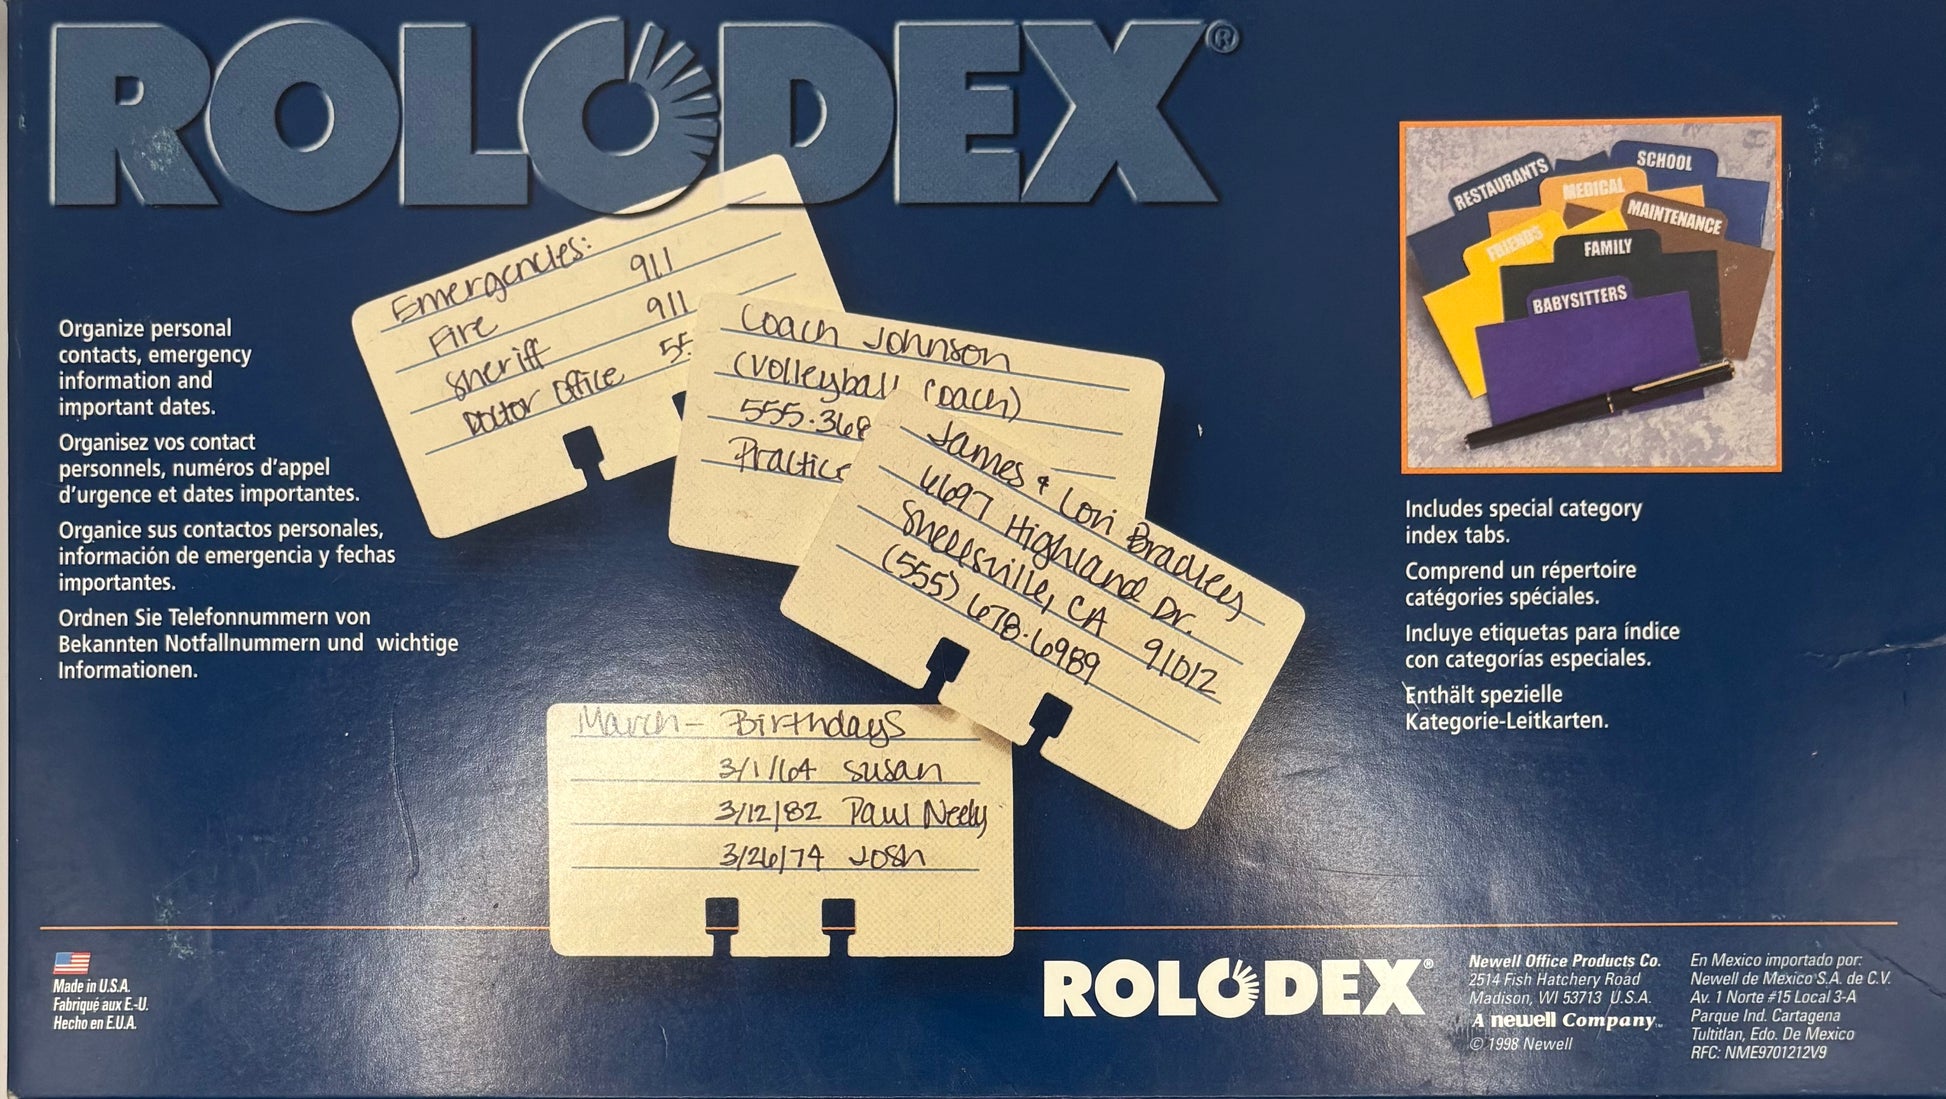 ROLODEX®
Organize personal
contacts, emergency
information and
important dates.
Organisez vos contact
personnels, numéros d'appel
d'urgence et dates importantes.
Organice sus contactos personales,
información de emergencia y fechas
importantes.
Ordnen Sie Telefonnummern von
Bekannten Notfallnummern und wichtige
Informationen.
Emergencies:
Fire 911
Sheriff 911
Doctor Office 55
Coach Johnson
(Volleyball Coach)
555·368
Practice
James & Lori Bradley
6697 Highland Dr.
Shellsville, CA 91012
(555) 678·6989
March - Birthdays
3/1/64 Susan
3/12/82 Paul Neely
3/26/74 Josh
RESTAURANTS
SCHOOL
MEDICAL
MAINTENANCE
FRIENDS
FAMILY
BABYSITTERS
Includes special category
index tabs.
Comprend un répertoire
catégories spéciales.
Incluye etiquetas para índice
con categorías especiales.
Enthält spezielle
Kategorie-Leitkarten.
Made in U.S.A.
Fabriqué aux E.-U.
Hecho en E.U.A.
ROLODEX®
Newell Office Products Co.
2514 Fish Hatchery Road
Madison, WI 53713 U.S.A.
A newell Company™
© 1998 Newell
En Mexico importado por:
Newell de Mexico S.A. de C.V.
Av. 1 Norte #15 Local 3-A
Parque Ind. Cartagena
Tultitlan, Edo. De Mexico
RFC: NME9701212V9